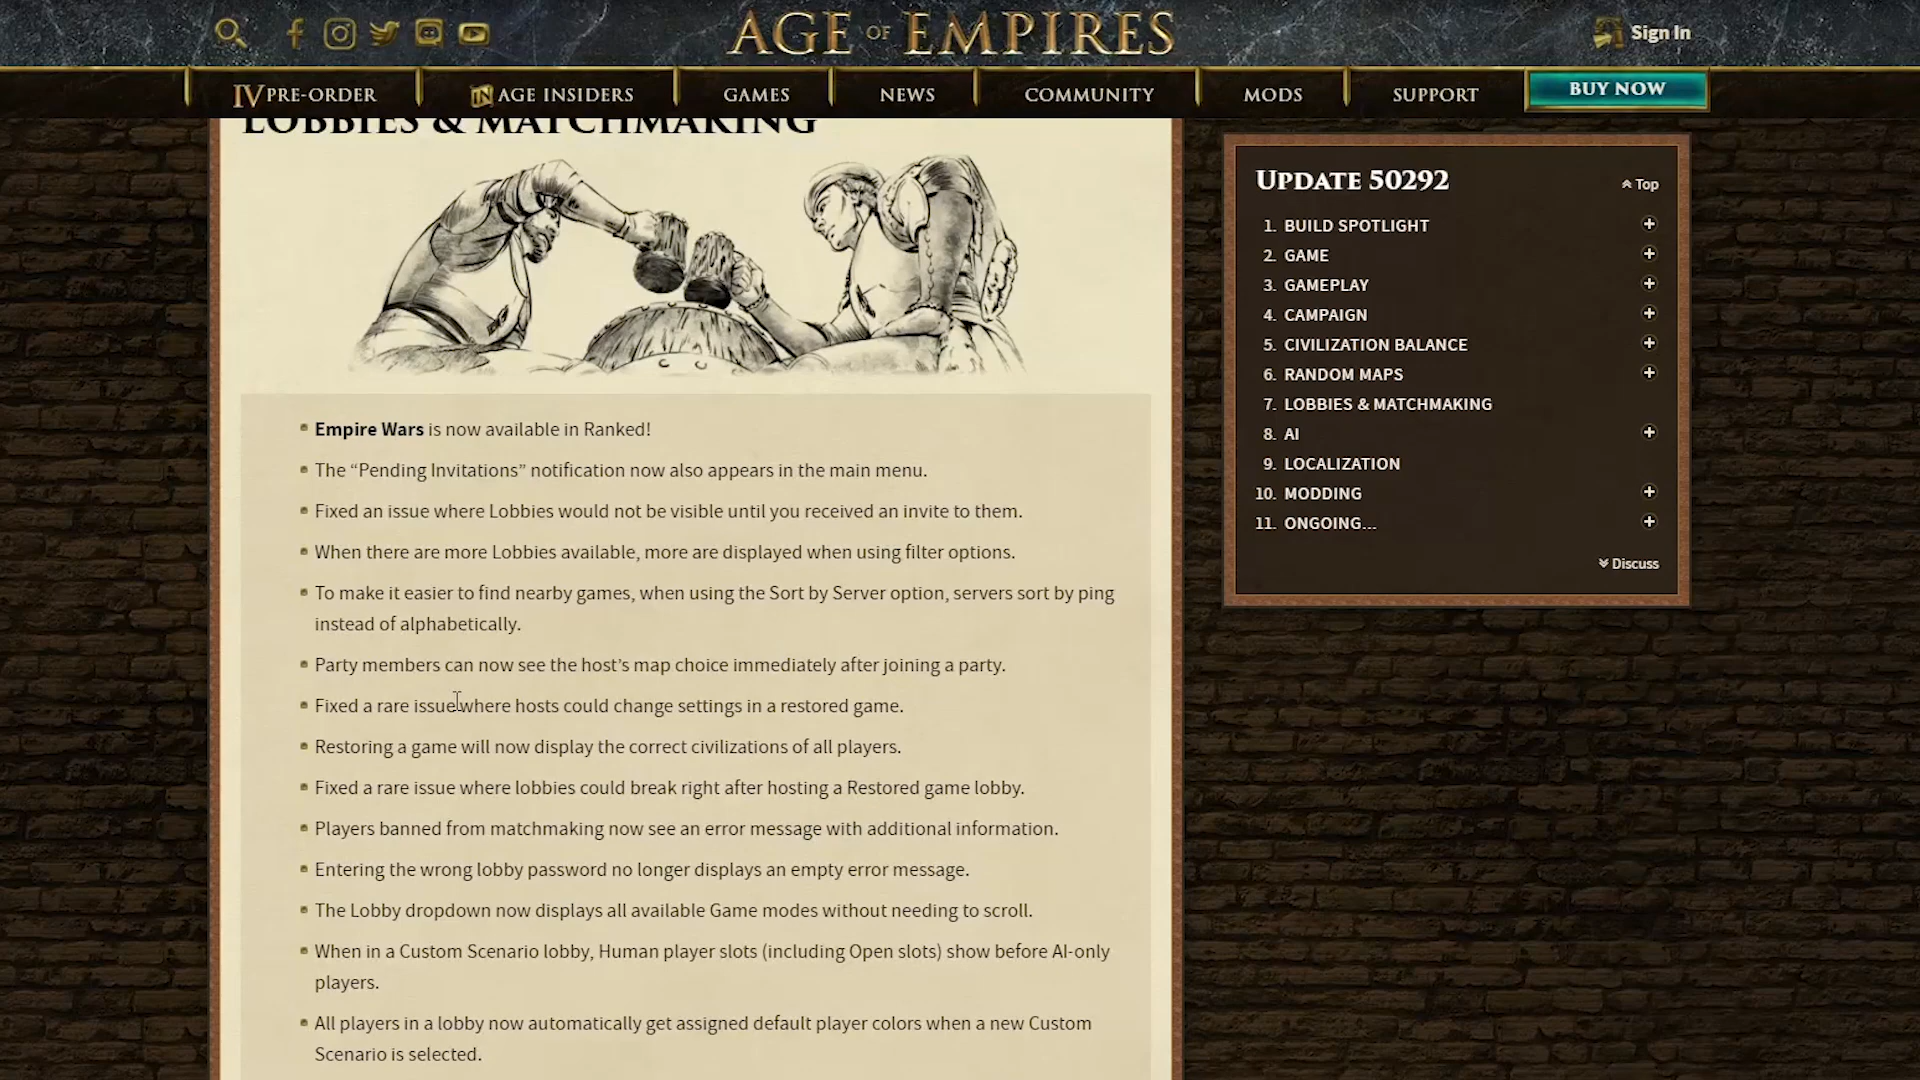 AGE OF EMPIRES
Sign In
IV PRE-ORDER
IN AGE INSIDERS
GAMES
NEWS
COMMUNITY
MODS
SUPPORT
BUY NOW
LOBBIES & MATCHMAKING
Empire Wars is now available in Ranked!
The “Pending Invitations” notification now also appears in the main menu.
Fixed an issue where Lobbies would not be visible until you received an invite to them.
When there are more Lobbies available, more are displayed when using filter options.
To make it easier to find nearby games, when using the Sort by Server option, servers sort by ping
instead of alphabetically.
Party members can now see the host’s map choice immediately after joining a party.
Fixed a rare issue where hosts could change settings in a restored game.
Restoring a game will now display the correct civilizations of all players.
Fixed a rare issue where lobbies could break right after hosting a Restored game lobby.
Players banned from matchmaking now see an error message with additional information.
Entering the wrong lobby password no longer displays an empty error message.
The Lobby dropdown now displays all available Game modes without needing to scroll.
When in a Custom Scenario lobby, Human player slots (including Open slots) show before AI-only
players.
All players in a lobby now automatically get assigned default player colors when a new Custom
Scenario is selected.
UPDATE 50292
Top
1. BUILD SPOTLIGHT
2. GAME
3. GAMEPLAY
4. CAMPAIGN
5. CIVILIZATION BALANCE
6. RANDOM MAPS
7. LOBBIES & MATCHMAKING
8. AI
9. LOCALIZATION
10. MODDING
11. ONGOING...
Discuss